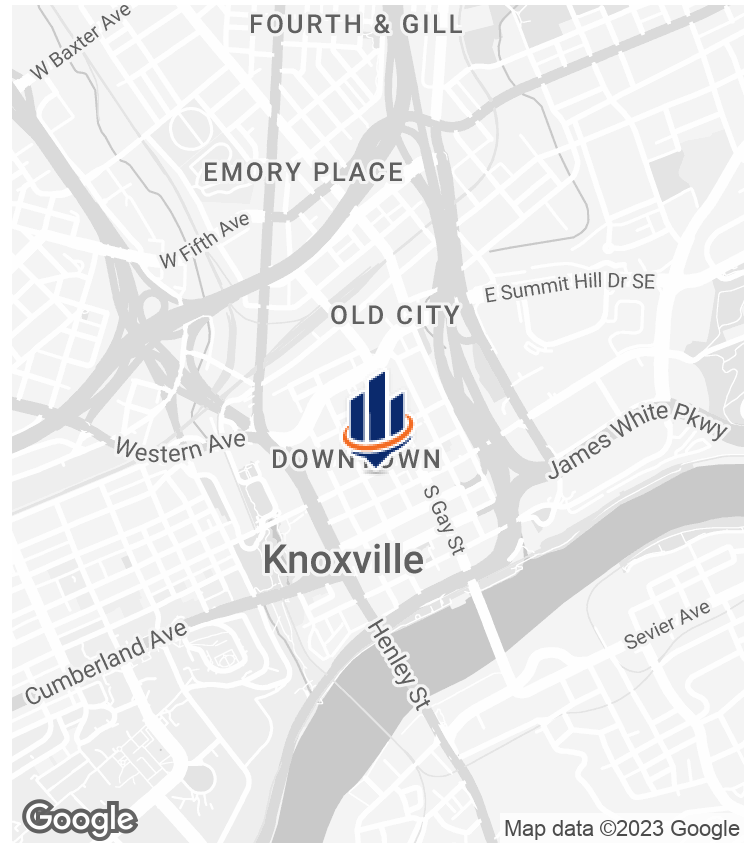 FOURTH & GILL
W Baxter Ave
EMORY PLACE
W Fifth Ave
E Summit Hill Dr SE
OLD CITY
James White Pkwy
Western Ave
DOWNTOWN
S Gay St
Knoxville
Sevier Ave
Cumberland Ave
Henley St
Google
Map data ©2023 Google